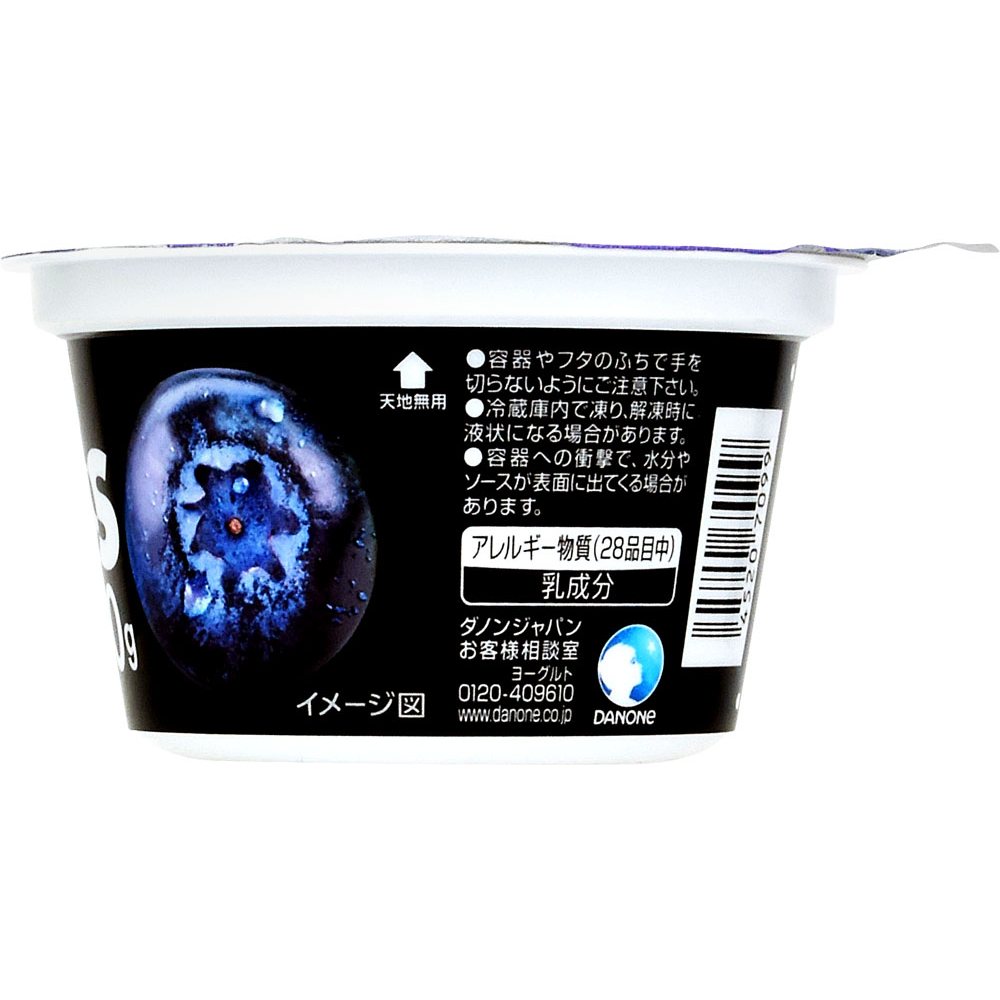 S
0g
天地無用
イメージ図
●容器やフタのふちで手を
切らないようにご注意下さい。
●冷蔵庫内で凍り、解凍時に
液状になる場合があります。
●容器への衝撃で、水分や
ソースが表面に出てくる場合が
あります。
アレルギー物質(28品目中)
乳成分
ダノンジャパン
お客様相談室
ヨーグルト
0120-409610
www.danone.co.jp
DANONE
4520 7099